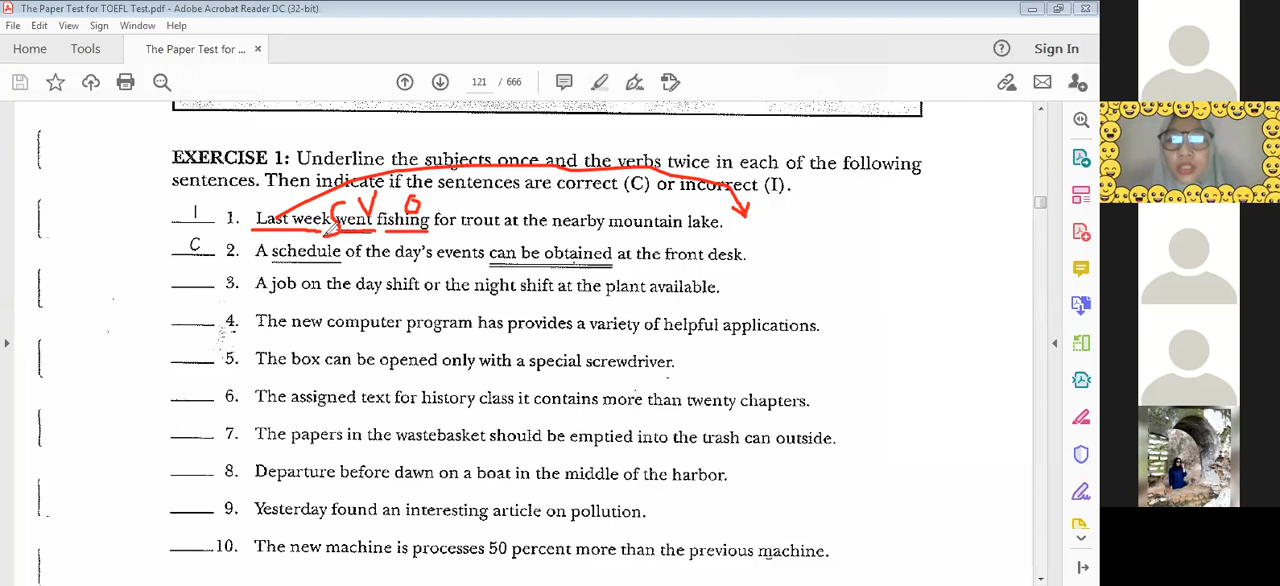 The Paper Test for TOEFL Test.pdf - Adobe Acrobat Reader DC (32-bit)
File Edit View Sign Window Help
Home Tools The Paper Test for ... × Sign In
121 / 666
EXERCISE 1: Underline the subjects once and the verbs twice in each of the following
sentences. Then indicate if the sentences are correct (C) or incorrect (I).
S V O
I 1. Last week went fishing for trout at the nearby mountain lake.
C 2. A schedule of the day's events can be obtained at the front desk.
3. A job on the day shift or the night shift at the plant available.
4. The new computer program has provides a variety of helpful applications.
5. The box can be opened only with a special screwdriver.
6. The assigned text for history class it contains more than twenty chapters.
7. The papers in the wastebasket should be emptied into the trash can outside.
8. Departure before dawn on a boat in the middle of the harbor.
9. Yesterday found an interesting article on pollution.
10. The new machine is processes 50 percent more than the previous machine.